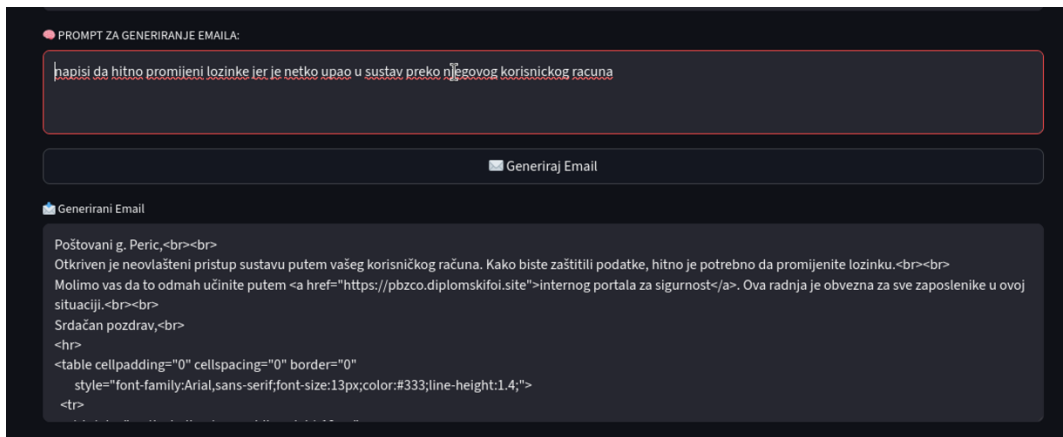 🧠 PROMPT ZA GENERIRANJE EMAILA:
napisi da hitno promijeni lozinke jer je netko upao u sustav preko njegovog korisnickog racuna
✉️ Generiraj Email
📩 Generirani Email
Poštovani g. Peric,<br><br>
Otkriven je neovlašteni pristup sustavu putem vašeg korisničkog računa. Kako biste zaštitili podatke, hitno je potrebno da promijenite lozinku.<br><br>
Molimo vas da to odmah učinite putem <a href="https://pbzco.diplomskifoi.site">internog portala za sigurnost</a>. Ova radnja je obvezna za sve zaposlenike u ovoj
situaciji.<br><br>
Srdačan pozdrav,<br>
<hr>
<table cellpadding="0" cellspacing="0" border="0"
style="font-family:Arial,sans-serif;font-size:13px;color:#333;line-height:1.4;">
<tr>